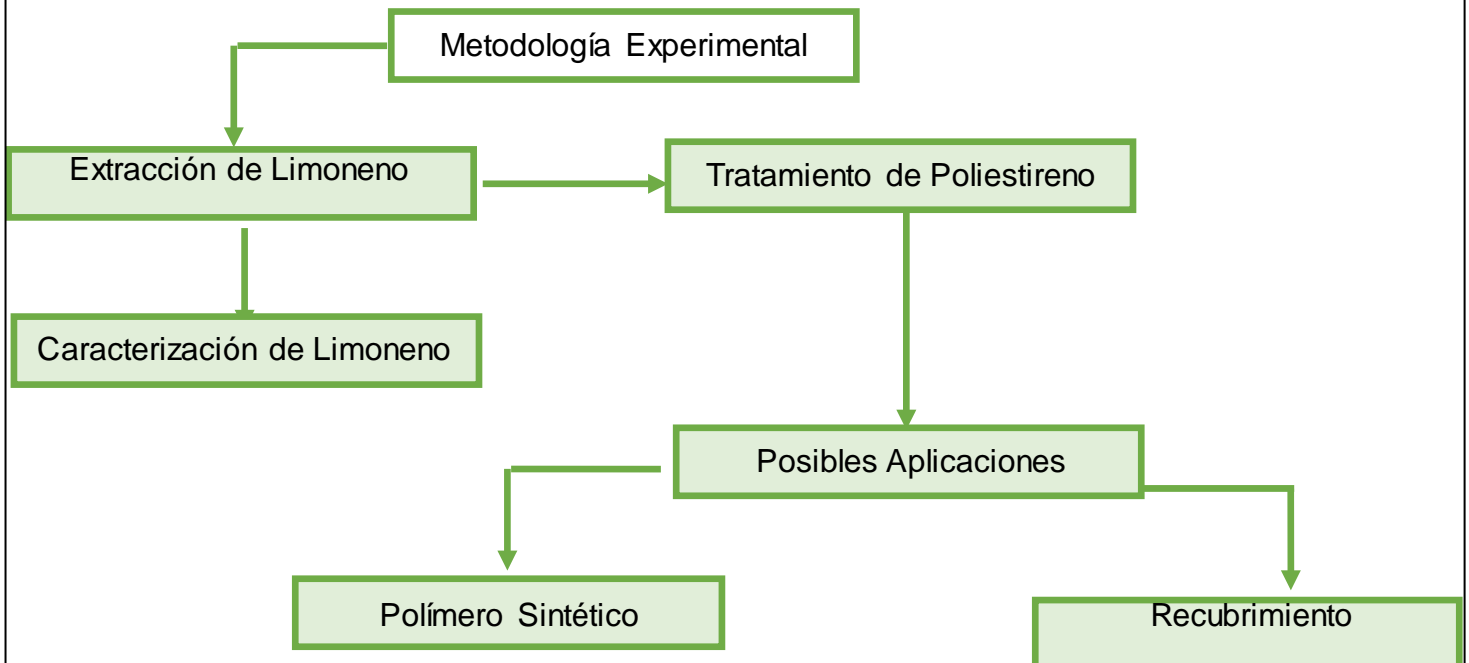 Metodología Experimental
Extracción de Limoneno
Tratamiento de Poliestireno
Caracterización de Limoneno
Posibles Aplicaciones
Polímero Sintético
Recubrimiento